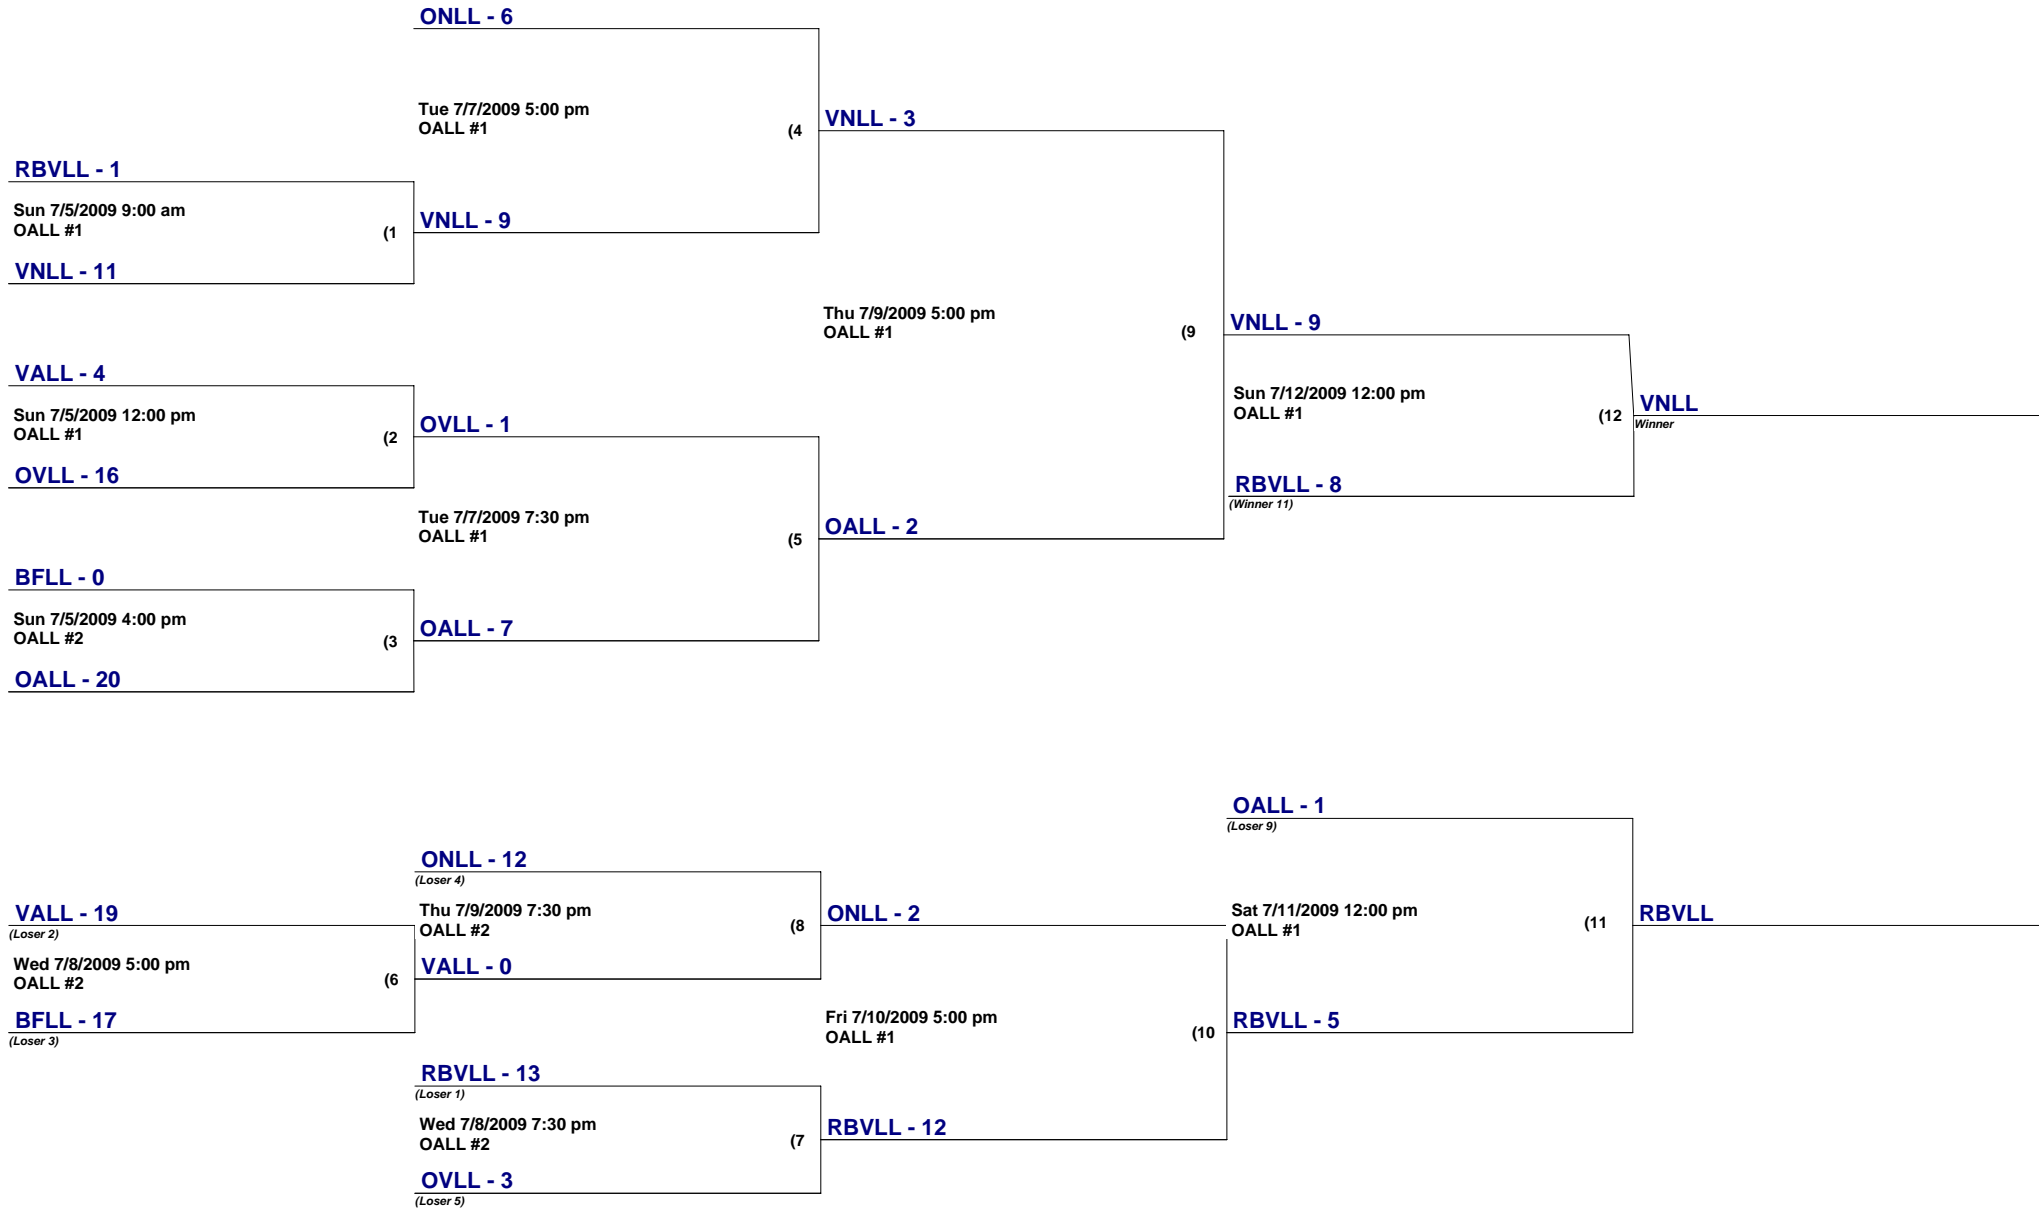 ONLL - 6
Tue 7/7/2009 5:00 pm
OALL #1
(4
VNLL - 3
RBVLL - 1
Sun 7/5/2009 9:00 am
OALL #1
(1
VNLL - 9
VNLL - 11
Thu 7/9/2009 5:00 pm
OALL #1
(9
VNLL - 9
VALL - 4
Sun 7/5/2009 12:00 pm
OALL #1
(2
OVLL - 1
OVLL - 16
Sun 7/12/2009 12:00 pm
OALL #1
(12
VNLL
Winner
RBVLL - 8
(Winner 11)
Tue 7/7/2009 7:30 pm
OALL #1
(5
OALL - 2
BFLL - 0
Sun 7/5/2009 4:00 pm
OALL #2
(3
OALL - 7
OALL - 20
OALL - 1
(Loser 9)
ONLL - 12
(Loser 4)
VALL - 19
(Loser 2)
Thu 7/9/2009 7:30 pm
OALL #2
(8
ONLL - 2
Sat 7/11/2009 12:00 pm
OALL #1
(11
RBVLL
Wed 7/8/2009 5:00 pm
OALL #2
(6
VALL - 0
BFLL - 17
(Loser 3)
Fri 7/10/2009 5:00 pm
OALL #1
(10
RBVLL - 5
RBVLL - 13
(Loser 1)
Wed 7/8/2009 7:30 pm
OALL #2
(7
RBVLL - 12
OVLL - 3
(Loser 5)